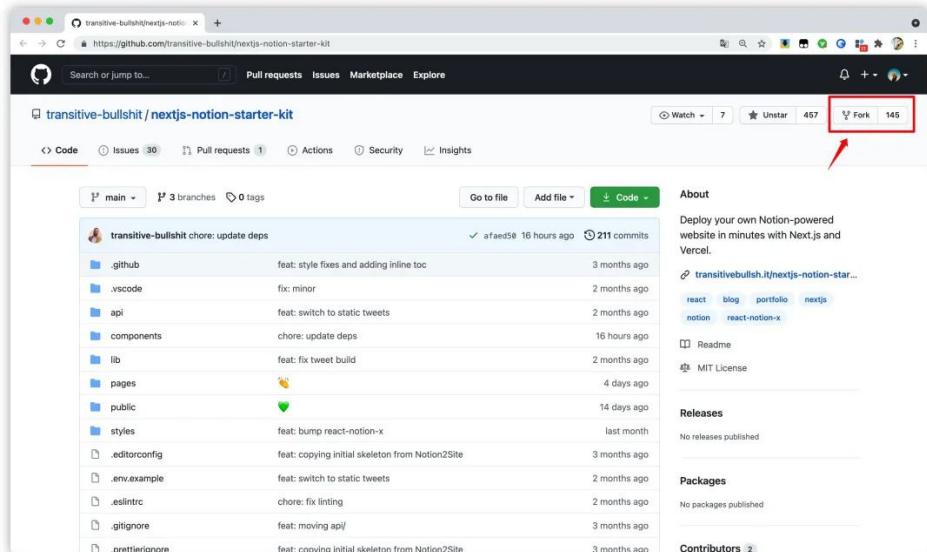 transitive-bullshit/nextjs-notio
https://github.com/transitive-bullshit/nextjs-notion-starter-kit
Search or jump to... / Pull requests Issues Marketplace Explore
transitive-bullshit / nextjs-notion-starter-kit
Watch 7 Unstar 457 Fork 145
Code Issues 30 Pull requests 1 Actions Security Insights
main 3 branches 0 tags Go to file Add file Code
transitive-bullshit chore: update deps afaed50 16 hours ago 211 commits
.github feat: style fixes and adding inline toc 3 months ago
.vscode fix: minor 2 months ago
api feat: switch to static tweets 2 months ago
components chore: update deps 16 hours ago
lib feat: fix tweet build 2 months ago
pages 👏 4 days ago
public 💚 14 days ago
styles feat: bump react-notion-x last month
.editorconfig feat: copying initial skeleton from Notion2Site 3 months ago
.env.example feat: switch to static tweets 2 months ago
.eslintrc chore: fix linting 2 months ago
.gitignore feat: moving api/ 3 months ago
.prettierignore feat: copying initial skeleton from Notion2Site 3 months ago
About
Deploy your own Notion-powered
website in minutes with Next.js and
Vercel.
transitivebullsh.it/nextjs-notion-star...
react blog portfolio nextjs
notion react-notion-x
Readme
MIT License
Releases
No releases published
Packages
No packages published
Contributors 2